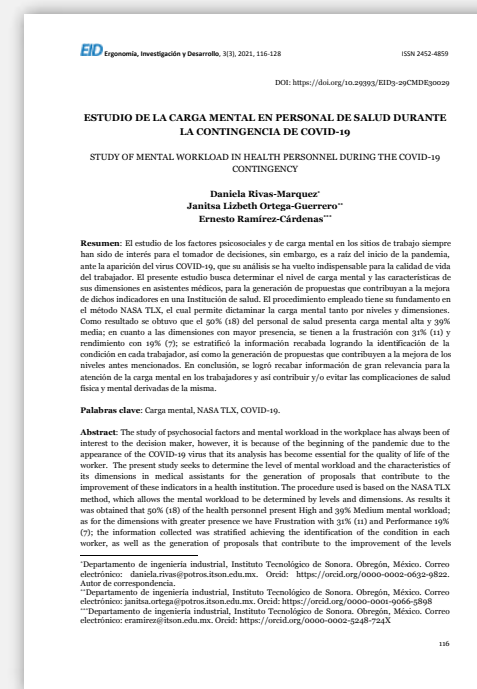 EID Ergonomía, Investigación y Desarrollo, 3(3), 2021, 116-128 ISSN 2452-4859
DOI: https://doi.org/10.29393/EID3-29CMDE30029
ESTUDIO DE LA CARGA MENTAL EN PERSONAL DE SALUD DURANTE
LA CONTINGENCIA DE COVID-19
STUDY OF MENTAL WORKLOAD IN HEALTH PERSONNEL DURING THE COVID-19
CONTINGENCY
Daniela Rivas-Marquez*
Janitsa Lizbeth Ortega-Guerrero**
Ernesto Ramírez-Cárdenas***
Resumen: El estudio de los factores psicosociales y de carga mental en los sitios de trabajo siempre
han sido de interés para el tomador de decisiones, sin embargo, es a raíz del inicio de la pandemia,
ante la aparición del virus COVID-19, que su análisis se ha vuelto indispensable para la calidad de vida
del trabajador. El presente estudio busca determinar el nivel de carga mental y las características de
sus dimensiones en asistentes médicos, para la generación de propuestas que contribuyan a la mejora
de dichos indicadores en una Institución de salud. El procedimiento empleado tiene su fundamento en
el método NASA TLX, el cual permite dictaminar la carga mental tanto por niveles y dimensiones.
Como resultado se obtuvo que el 50% (18) del personal de salud presenta carga mental alta y 39%
media; en cuanto a las dimensiones con mayor presencia, se tienen a la frustración con 31% (11) y
rendimiento con 19% (7); se estratificó la información recabada logrando la identificación de la
condición en cada trabajador, así como la generación de propuestas que contribuyen a la mejora de los
niveles antes mencionados. En conclusión, se logró recabar información de gran relevancia para la
atención de la carga mental en los trabajadores y así contribuir y/o evitar las complicaciones de salud
física y mental derivadas de la misma.
Palabras clave: Carga mental, NASA TLX, COVID-19.
Abstract: The study of psychosocial factors and mental workload in the workplace has always been of
interest to the decision maker, however, it is because of the beginning of the pandemic due to the
appearance of the COVID-19 virus that its analysis has become essential for the quality of life of the
worker. The present study seeks to determine the level of mental workload and the characteristics of
its dimensions in medical assistants for the generation of proposals that contribute to the
improvement of these indicators in a health institution. The procedure used is based on the NASA TLX
method, which allows the mental workload to be determined by levels and dimensions. As results it
was obtained that 50% (18) of the health personnel present High and 39% Medium mental workload;
as for the dimensions with greater presence we have Frustration with 31% (11) and Performance 19%
(7); the information collected was stratified achieving the identification of the condition in each
worker, as well as the generation of proposals that contribute to the improvement of the levels
*Departamento de ingeniería industrial, Instituto Tecnológico de Sonora. Obregón, México. Correo
electrónico: daniela.rivas@potros.itson.edu.mx. Orcid: https://orcid.org/0000-0002-0632-9822.
Autor de correspondencia.
**Departamento de ingeniería industrial, Instituto Tecnológico de Sonora. Obregón, México. Correo
electrónico: janitsa.ortega@potros.itson.edu.mx. Orcid: https://orcid.org/0000-0001-9066-5898
***Departamento de ingeniería industrial, Instituto Tecnológico de Sonora. Obregón, México. Correo
electrónico: eramirez@itson.edu.mx. Orcid: https://orcid.org/0000-0002-5248-724X
116